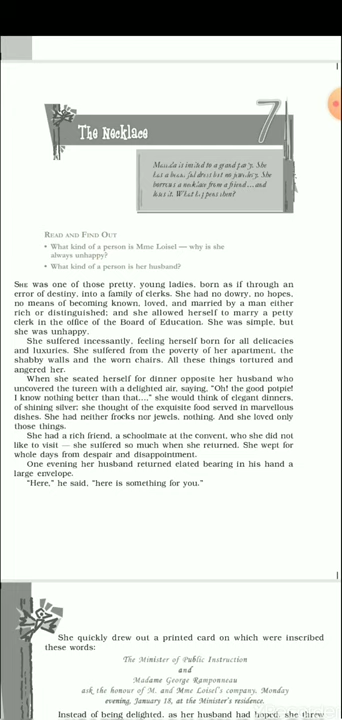 The Necklace
7
Matilda is invited to a grand party. She
has a beautiful dress but no jewellery. She
borrows a necklace from a friend ... and
loses it. What happens then?
READ AND FIND OUT
• What kind of a person is Mme Loisel — why is she
always unhappy?
• What kind of a person is her husband?
SHE was one of those pretty, young ladies, born as if through an
error of destiny, into a family of clerks. She had no dowry, no hopes,
no means of becoming known, loved, and married by a man either
rich or distinguished; and she allowed herself to marry a petty
clerk in the office of the Board of Education. She was simple, but
she was unhappy.
She suffered incessantly, feeling herself born for all delicacies
and luxuries. She suffered from the poverty of her apartment, the
shabby walls and the worn chairs. All these things tortured and
angered her.
When she seated herself for dinner opposite her husband who
uncovered the tureen with a delighted air, saying, "Oh! the good potpie!
I know nothing better than that...," she would think of elegant dinners,
of shining silver; she thought of the exquisite food served in marvellous
dishes. She had neither frocks nor jewels, nothing. And she loved only
those things.
She had a rich friend, a schoolmate at the convent, who she did not
like to visit — she suffered so much when she returned. She wept for
whole days from despair and disappointment.
One evening her husband returned elated bearing in his hand a
large envelope.
"Here," he said, "here is something for you."
She quickly drew out a printed card on which were inscribed
these words:
The Minister of Public Instruction
and
Madame George Ramponneau
ask the honour of M. and Mme Loisel's company, Monday
evening, January 18, at the Minister's residence.
Instead of being delighted, as her husband had hoped, she threw